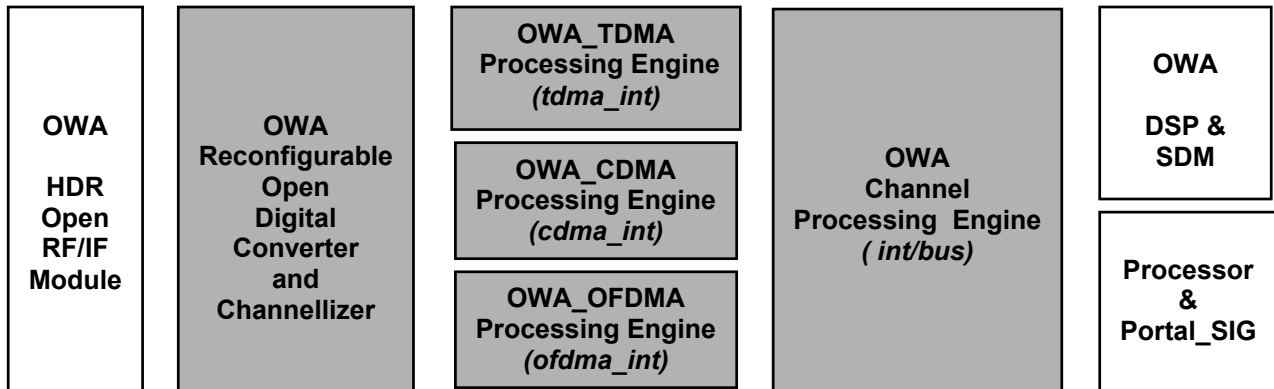 OWA
HDR
Open
RF/IF
Module
OWA
Reconfigurable
Open
Digital
Converter
and
Channellizer
OWA_TDMA
Processing Engine
(tdma_int)
OWA_CDMA
Processing Engine
(cdma_int)
OWA_OFDMA
Processing Engine
(ofdma_int)
OWA
Channel
Processing Engine
( int/bus)
OWA
DSP &
SDM
Processor
&
Portal_SIG